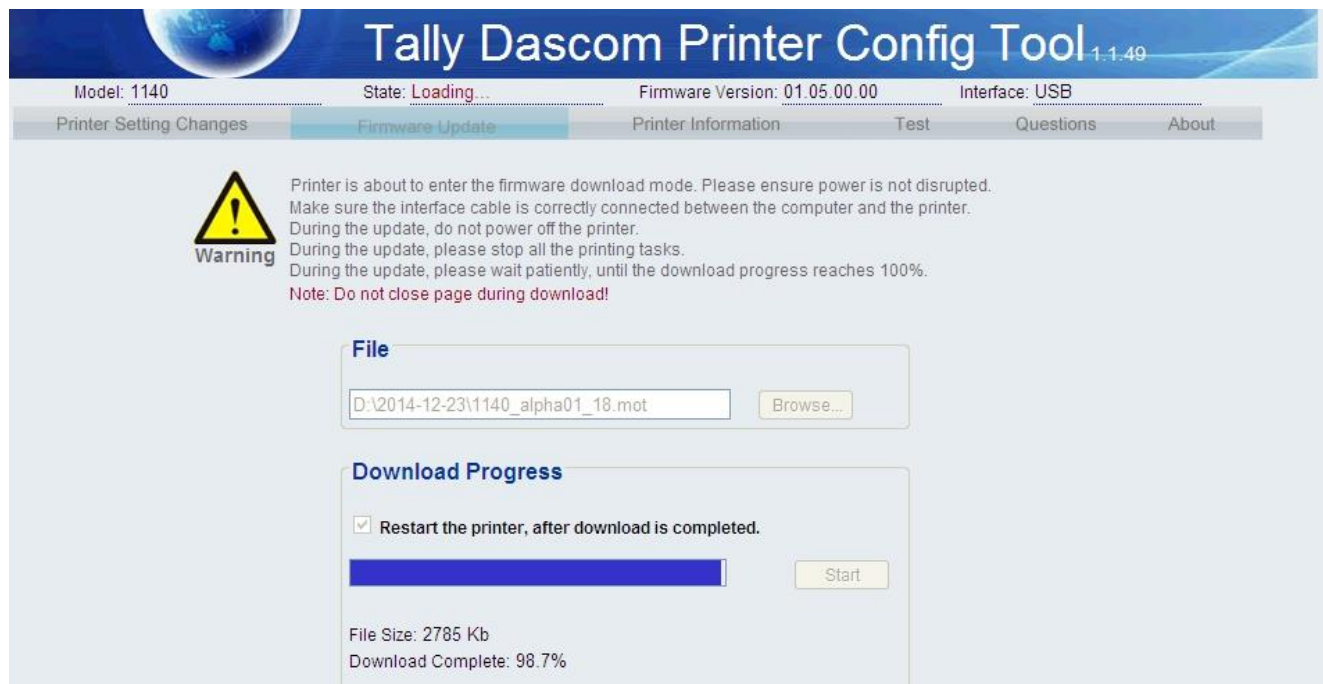 Tally Dascom Printer Config Tool 1.1.49
Model: 1140 State: Loading... Firmware Version: 01.05.00.00 Interface: USB
Printer Setting Changes Firmware Update Printer Information Test Questions About
Printer is about to enter the firmware download mode. Please ensure power is not disrupted.
Make sure the interface cable is correctly connected between the computer and the printer.
During the update, do not power off the printer.
During the update, please stop all the printing tasks.
Warning
During the update, please wait patiently, until the download progress reaches 100%.
Note: Do not close page during download!
File
D:\2014-12-23\1140_alpha01_18.mot Browse...
Download Progress
Restart the printer, after download is completed.
Start
File Size: 2785 Kb
Download Complete: 98.7%